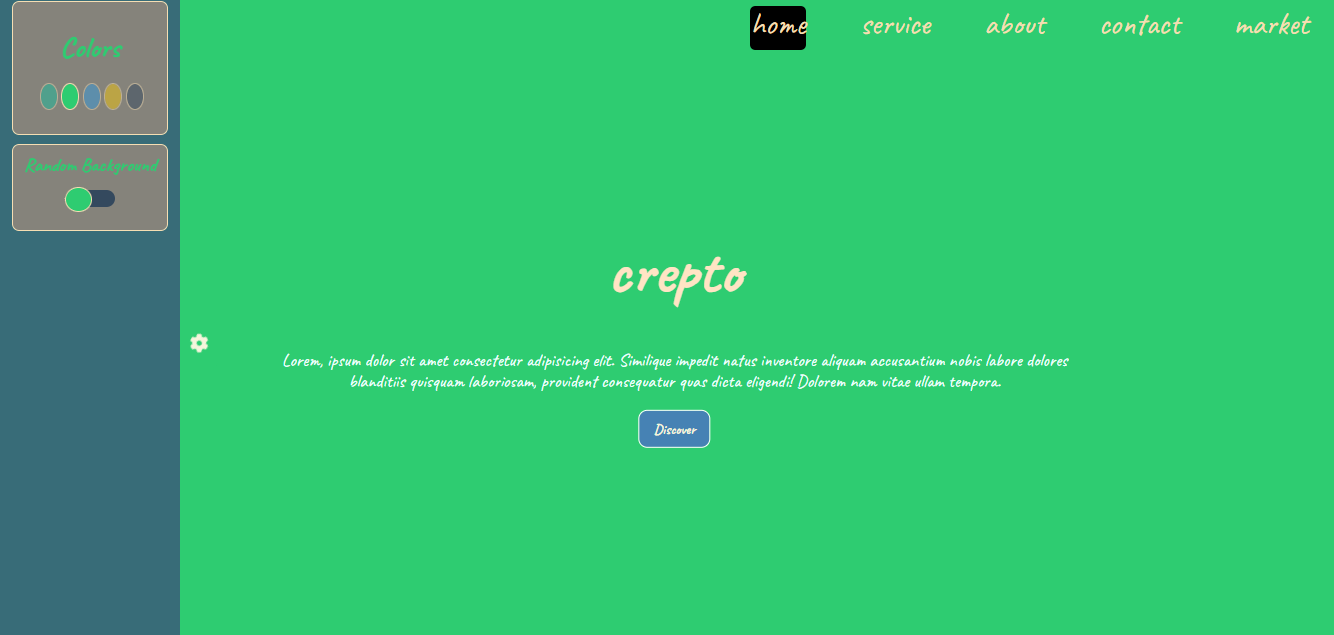 Colors
Random Background
home service about contact market
crepto
Lorem, ipsum dolor sit amet consectetur adipisicing elit. Similique impedit natus inventore aliquam accusantium nobis labore dolores
blanditiis quisquam laboriosam, provident consequatur quas dicta eligendi! Dolorem nam vitae ullam tempora.
Discover